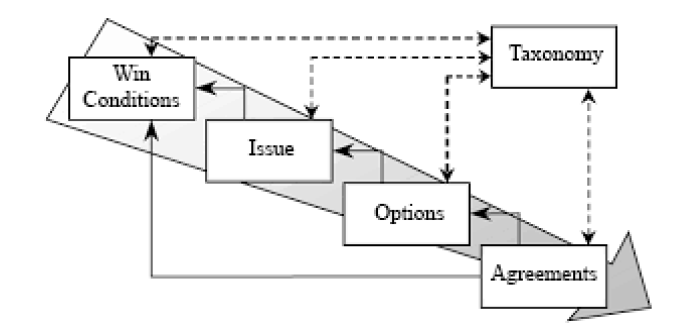 Taxonomy
Win
Conditions
Issue
Options
Agreements